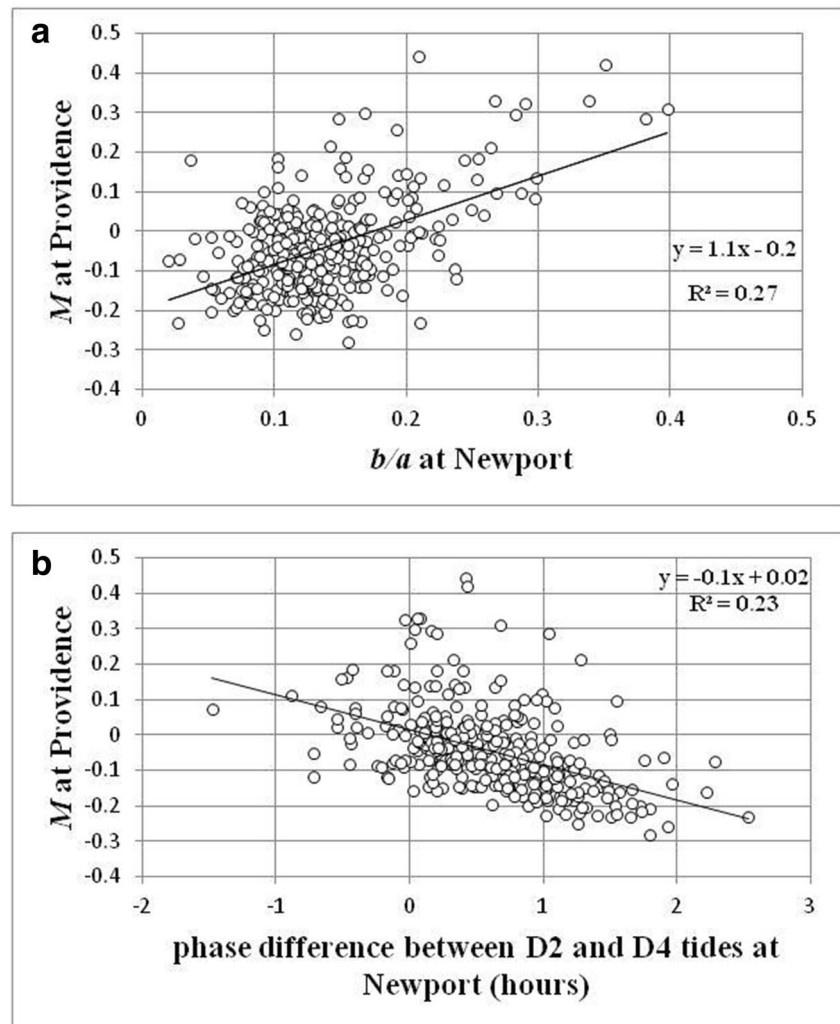 a
0.5
0.4
0.3
0.2
0.1
0
-0.1
-0.2
-0.3
-0.4
M at Providence
y = 1.1x - 0.2
R² = 0.27
0 0.1 0.2 0.3 0.4 0.5
b/a at Newport
b
0.5
0.4
0.3
0.2
0.1
0
-0.1
-0.2
-0.3
-0.4
M at Providence
y = -0.1x + 0.02
R² = 0.23
-2 -1 0 1 2 3
phase difference between D2 and D4 tides at
Newport (hours)